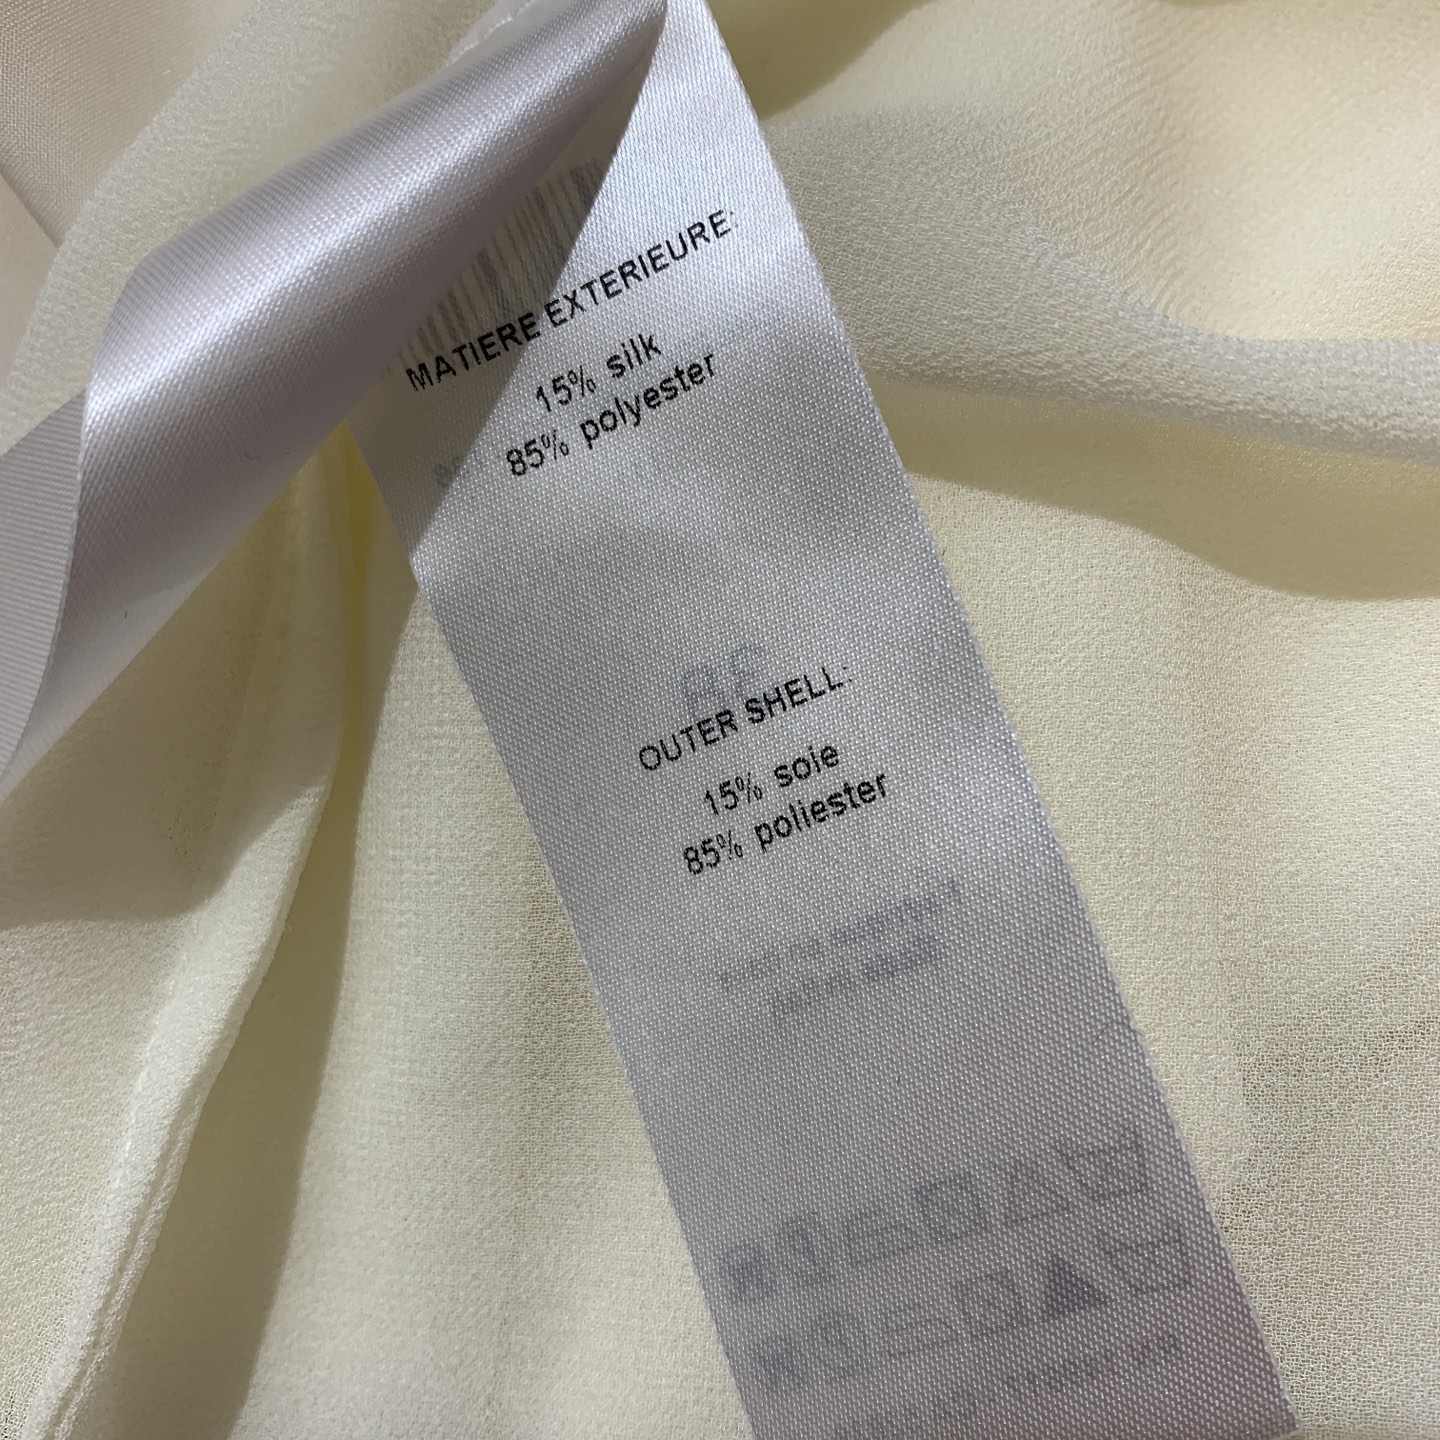 MATIERE EXTERIEURE:
15% silk
85% polyester
OUTER SHELL:
15% soie
85% poliester